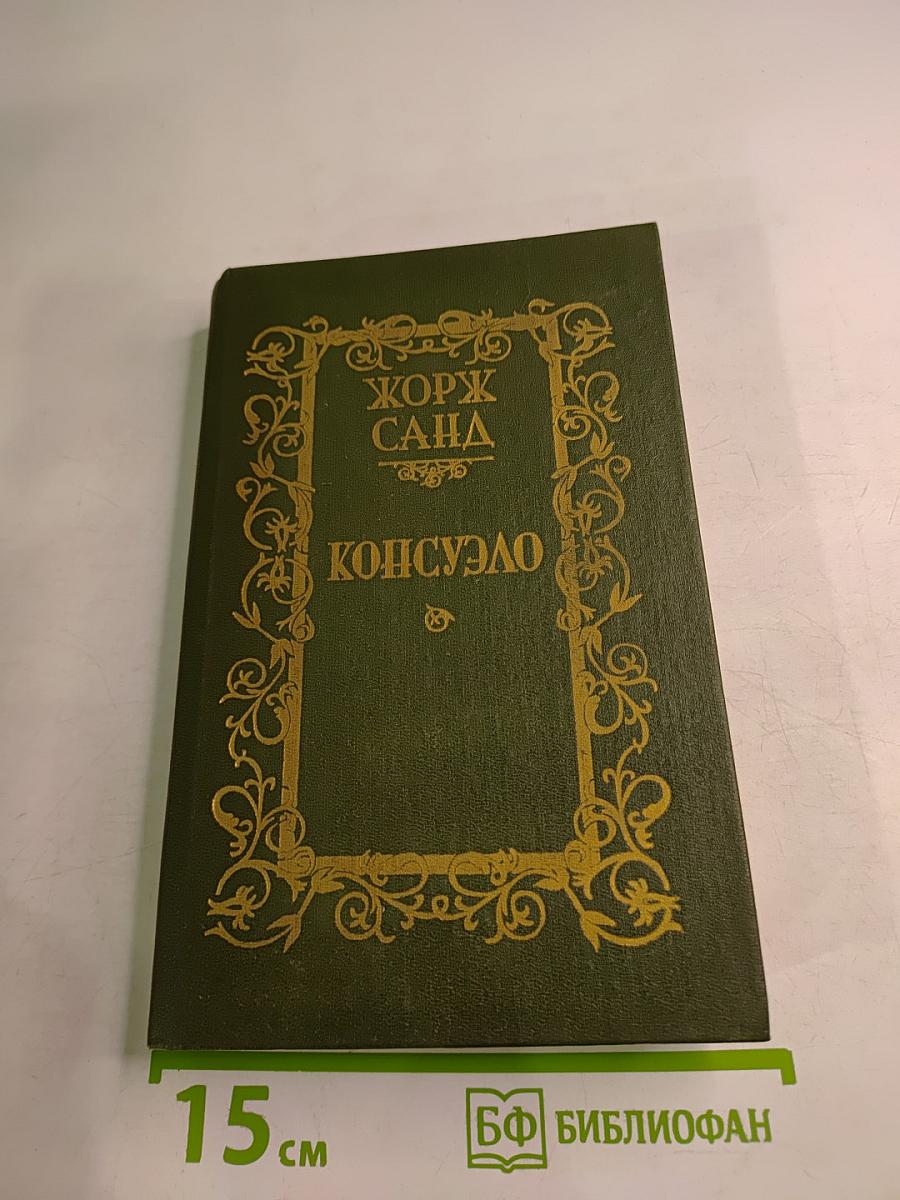 ЖОРЖ
САНД
КОНСУЭЛО
15 см
БФ БИБЛИОФАН